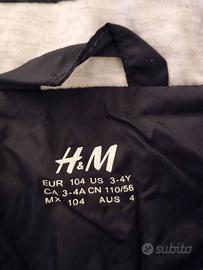 H&M
EUR 104 US 3-4Y
CA 3-4A CN 110/56
MX 104 AUS 4
subito